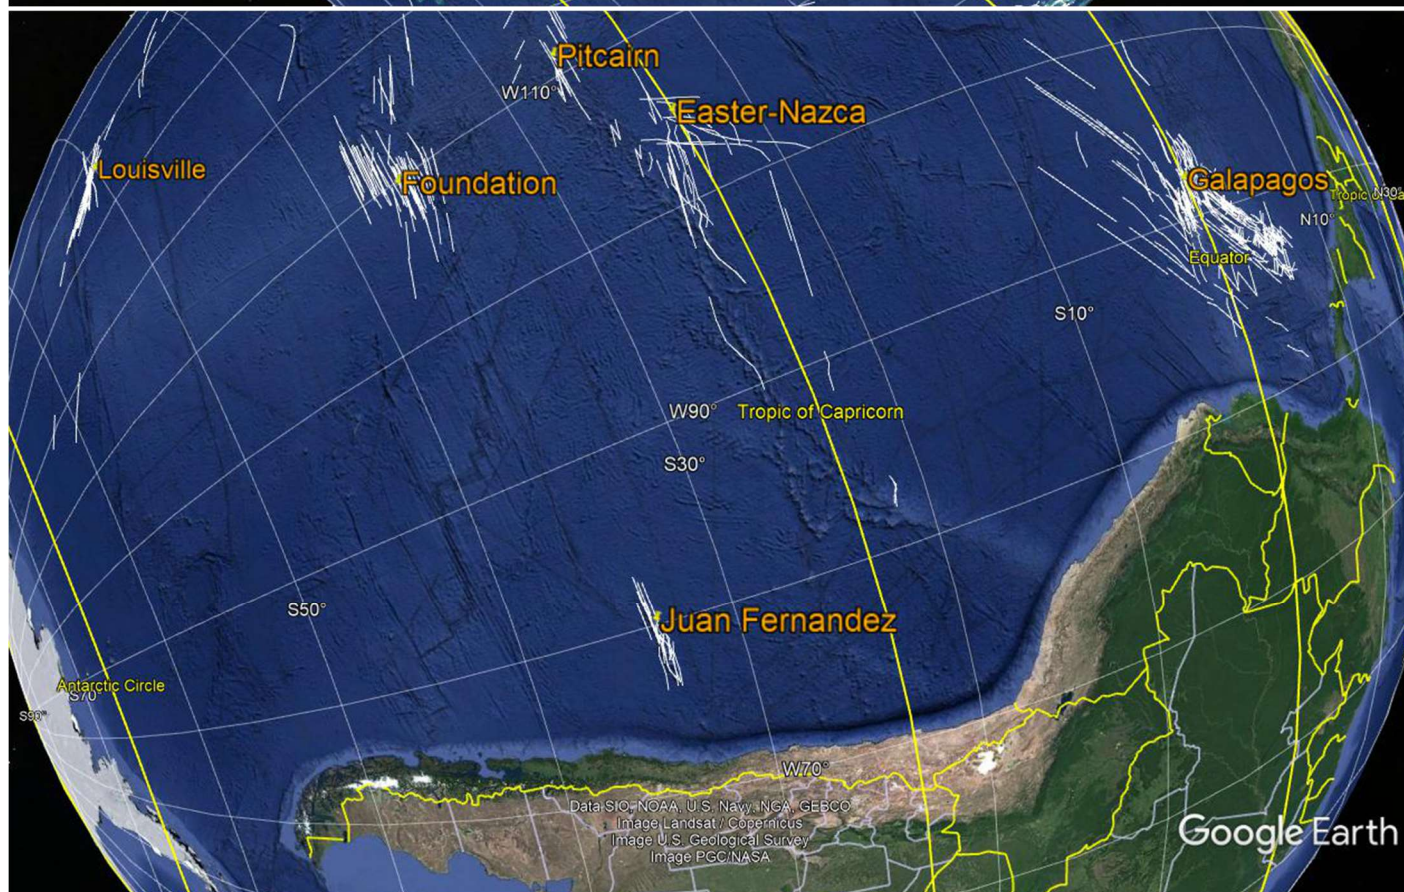 Pitcairn
W110°
Easter-Nazca
Louisville
Foundation
Galapagos
N30°
N10°
Equator
S10°
W90°
Tropic of Capricorn
S30°
S50°
Juan Fernandez
Antarctic Circle
S70°
S90°
W70°
Data SIO, NOAA, U.S. Navy, NGA, GEBCO
Image Landsat / Copernicus
Image U.S. Geological Survey
Image PGC/NASA
Google Earth